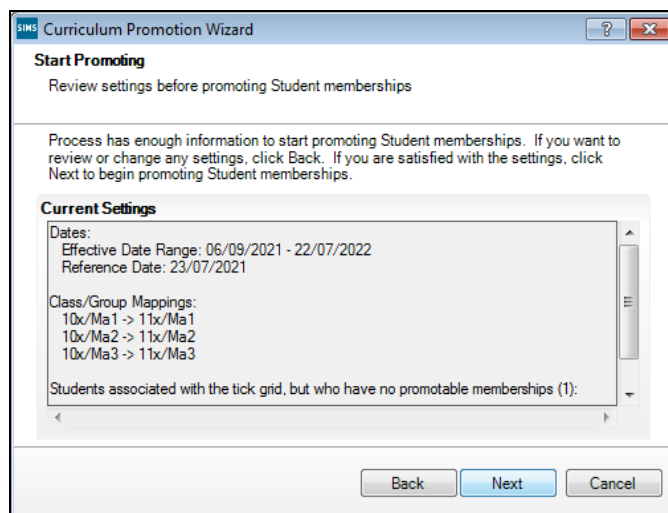 SIMS Curriculum Promotion Wizard
Start Promoting
Review settings before promoting Student memberships
Process has enough information to start promoting Student memberships. If you want to
review or change any settings, click Back. If you are satisfied with the settings, click
Next to begin promoting Student memberships.
Current Settings
Dates:
Effective Date Range: 06/09/2021 - 22/07/2022
Reference Date: 23/07/2021
Class/Group Mappings:
10x/Ma1 -> 11x/Ma1
10x/Ma2 -> 11x/Ma2
10x/Ma3 -> 11x/Ma3
Students associated with the tick grid, but who have no promotable memberships (1):
Back Next Cancel